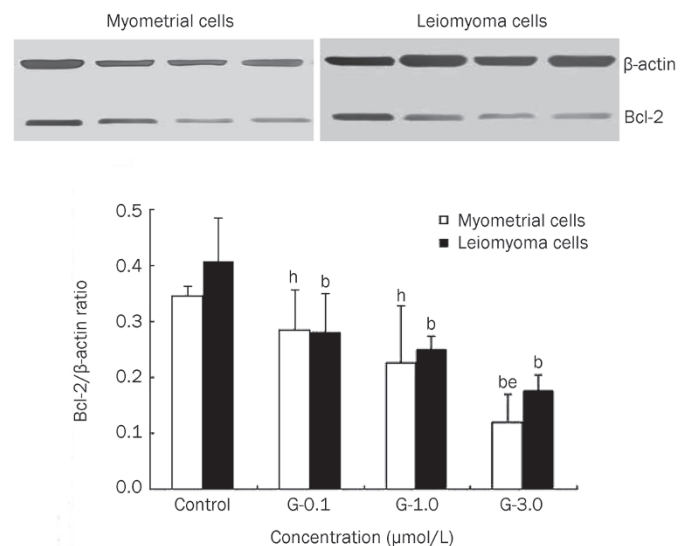 Myometrial cells
Leiomyoma cells
β-actin
Bcl-2
Bcl-2/β-actin ratio
0.5
0.4
0.3
0.2
0.1
0.0
Myometrial cells
Leiomyoma cells
h
b
h
b
be
b
Control
G-0.1
G-1.0
G-3.0
Concentration (μmol/L)